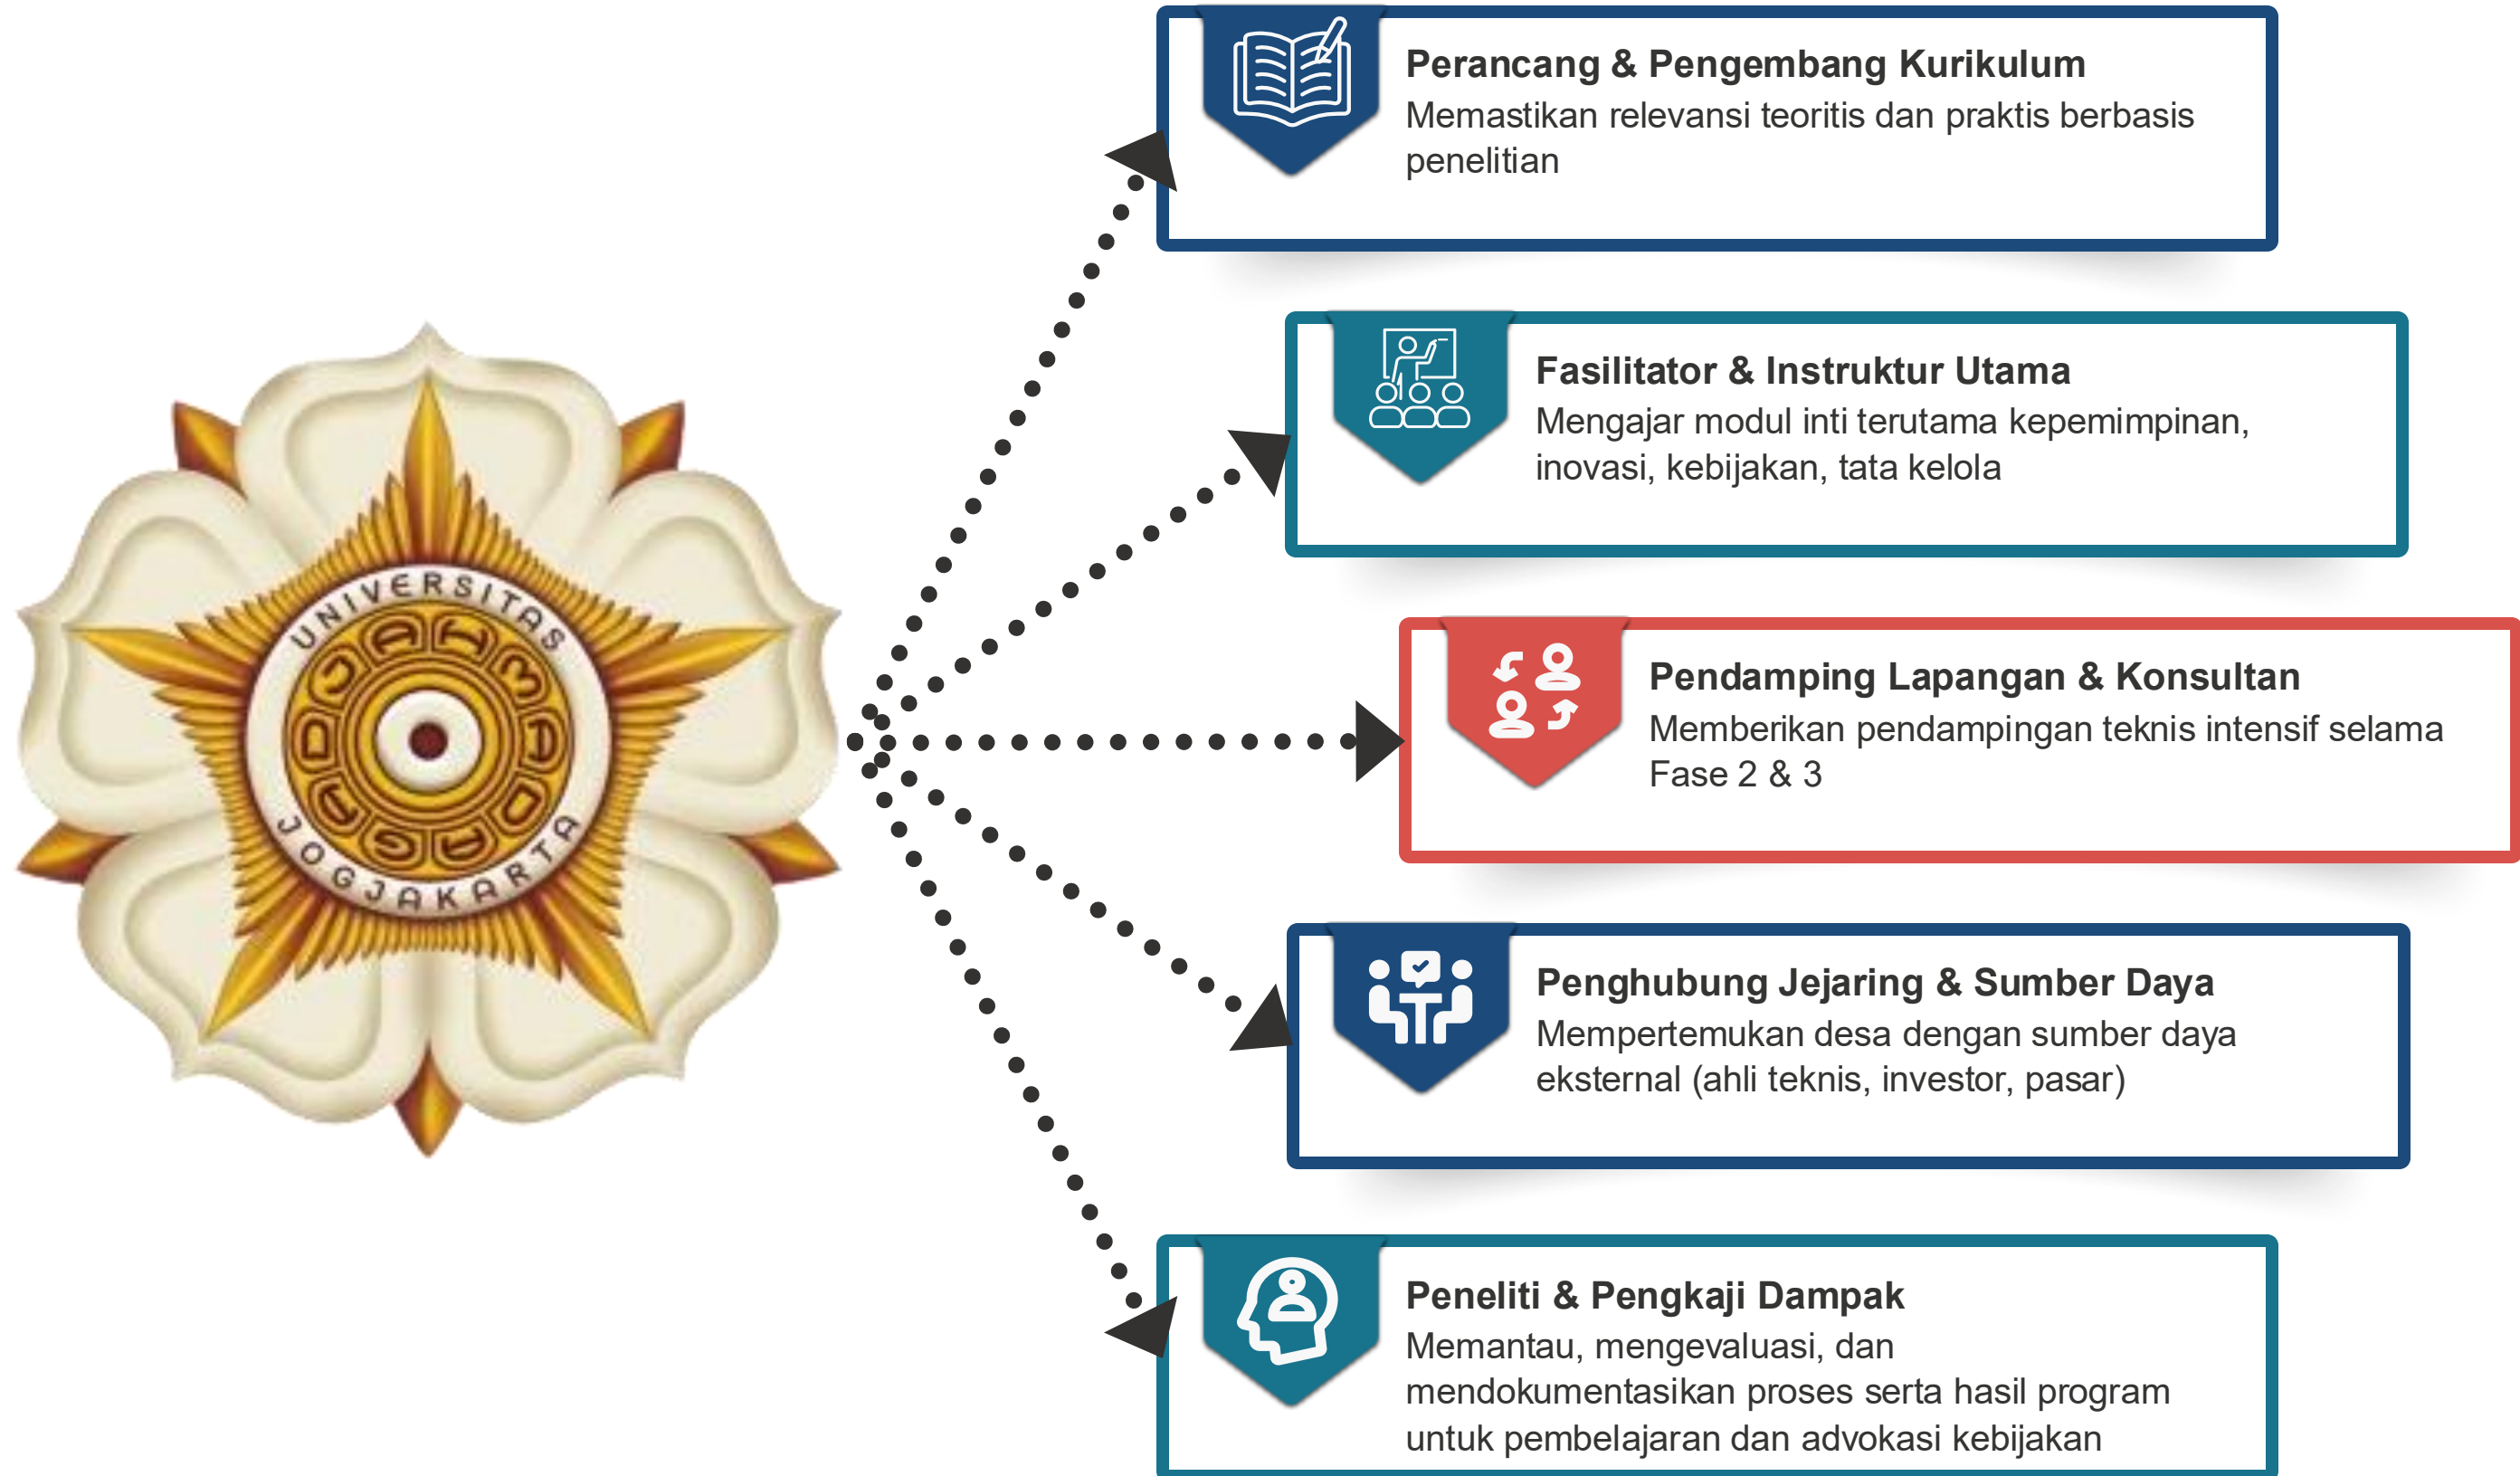 UNIVERSITAS
GADJAH MADA
JOGJAKARTA
Perancang & Pengembang Kurikulum
Memastikan relevansi teoritis dan praktis berbasis
penelitian
Fasilitator & Instruktur Utama
Mengajar modul inti terutama kepemimpinan,
inovasi, kebijakan, tata kelola
Pendamping Lapangan & Konsultan
Memberikan pendampingan teknis intensif selama
Fase 2 & 3
Penghubung Jejaring & Sumber Daya
Mempertemukan desa dengan sumber daya
eksternal (ahli teknis, investor, pasar)
Peneliti & Pengkaji Dampak
Memantau, mengevaluasi, dan
mendokumentasikan proses serta hasil program
untuk pembelajaran dan advokasi kebijakan